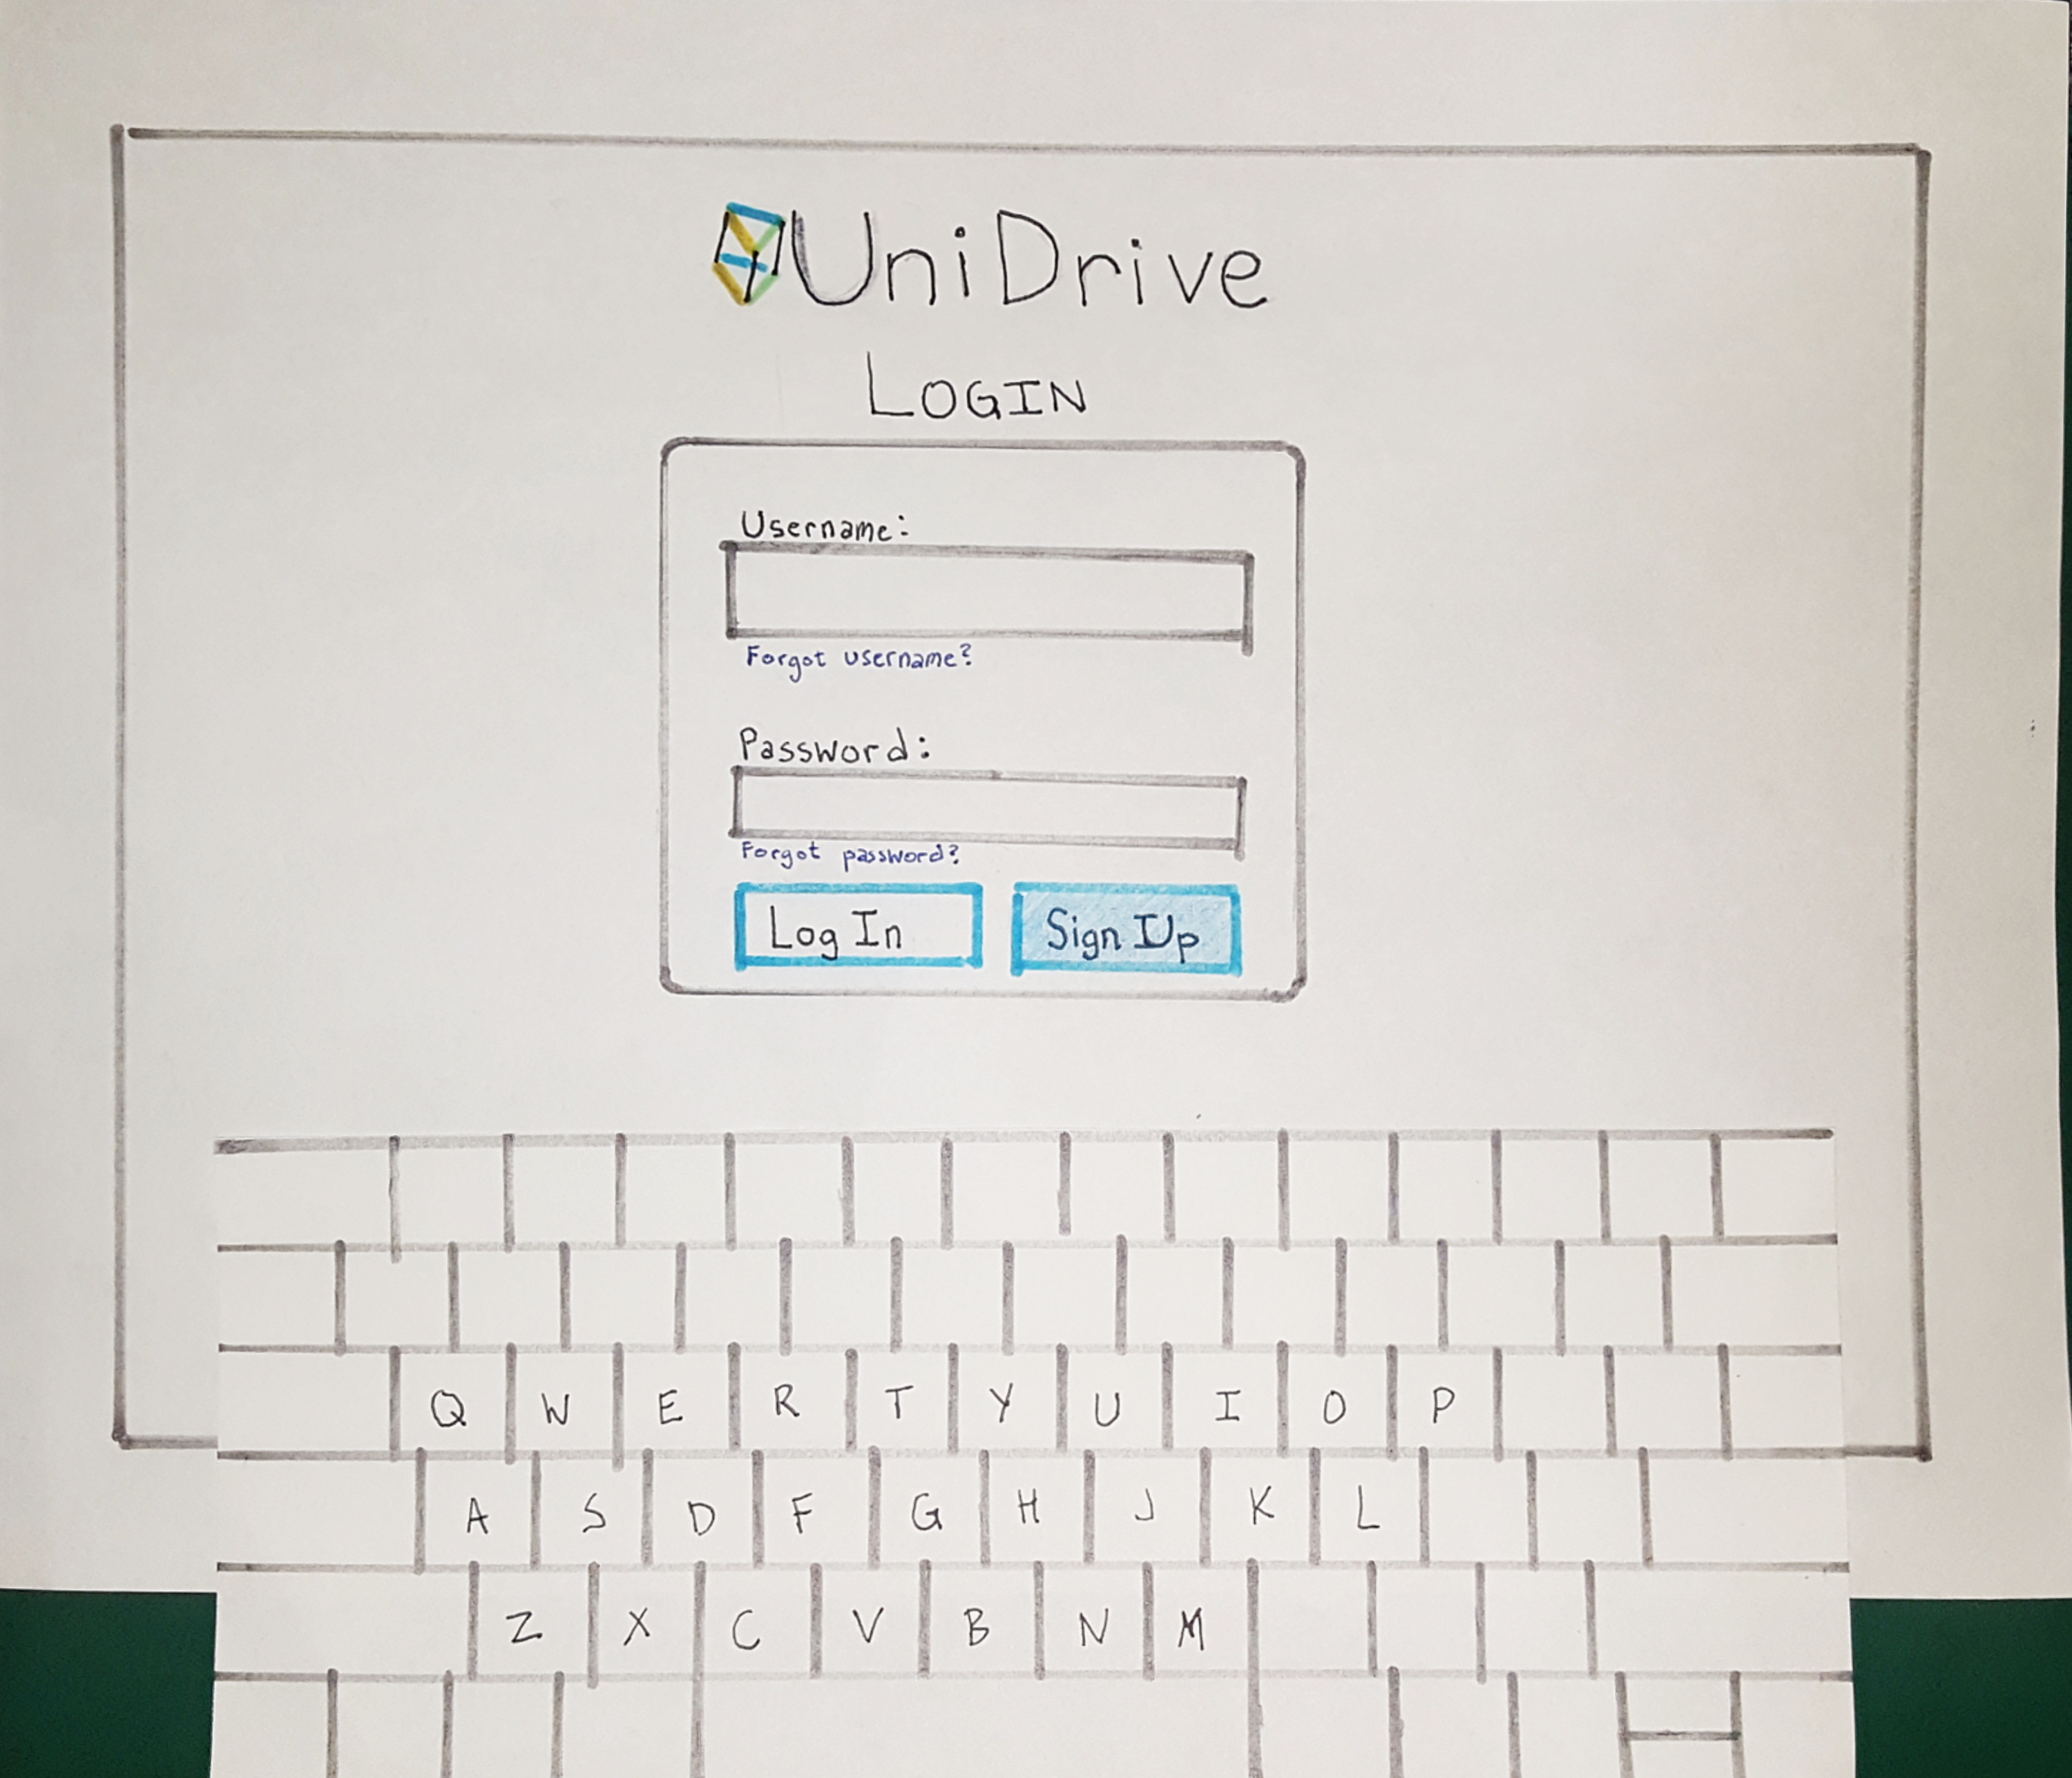 UniDrive
LOGIN
Username:
Forgot username?
Password:
Forgot password?
Log In Sign Up
Q W E R T Y U I O P
A S D F G H J K L
Z X C V B N M